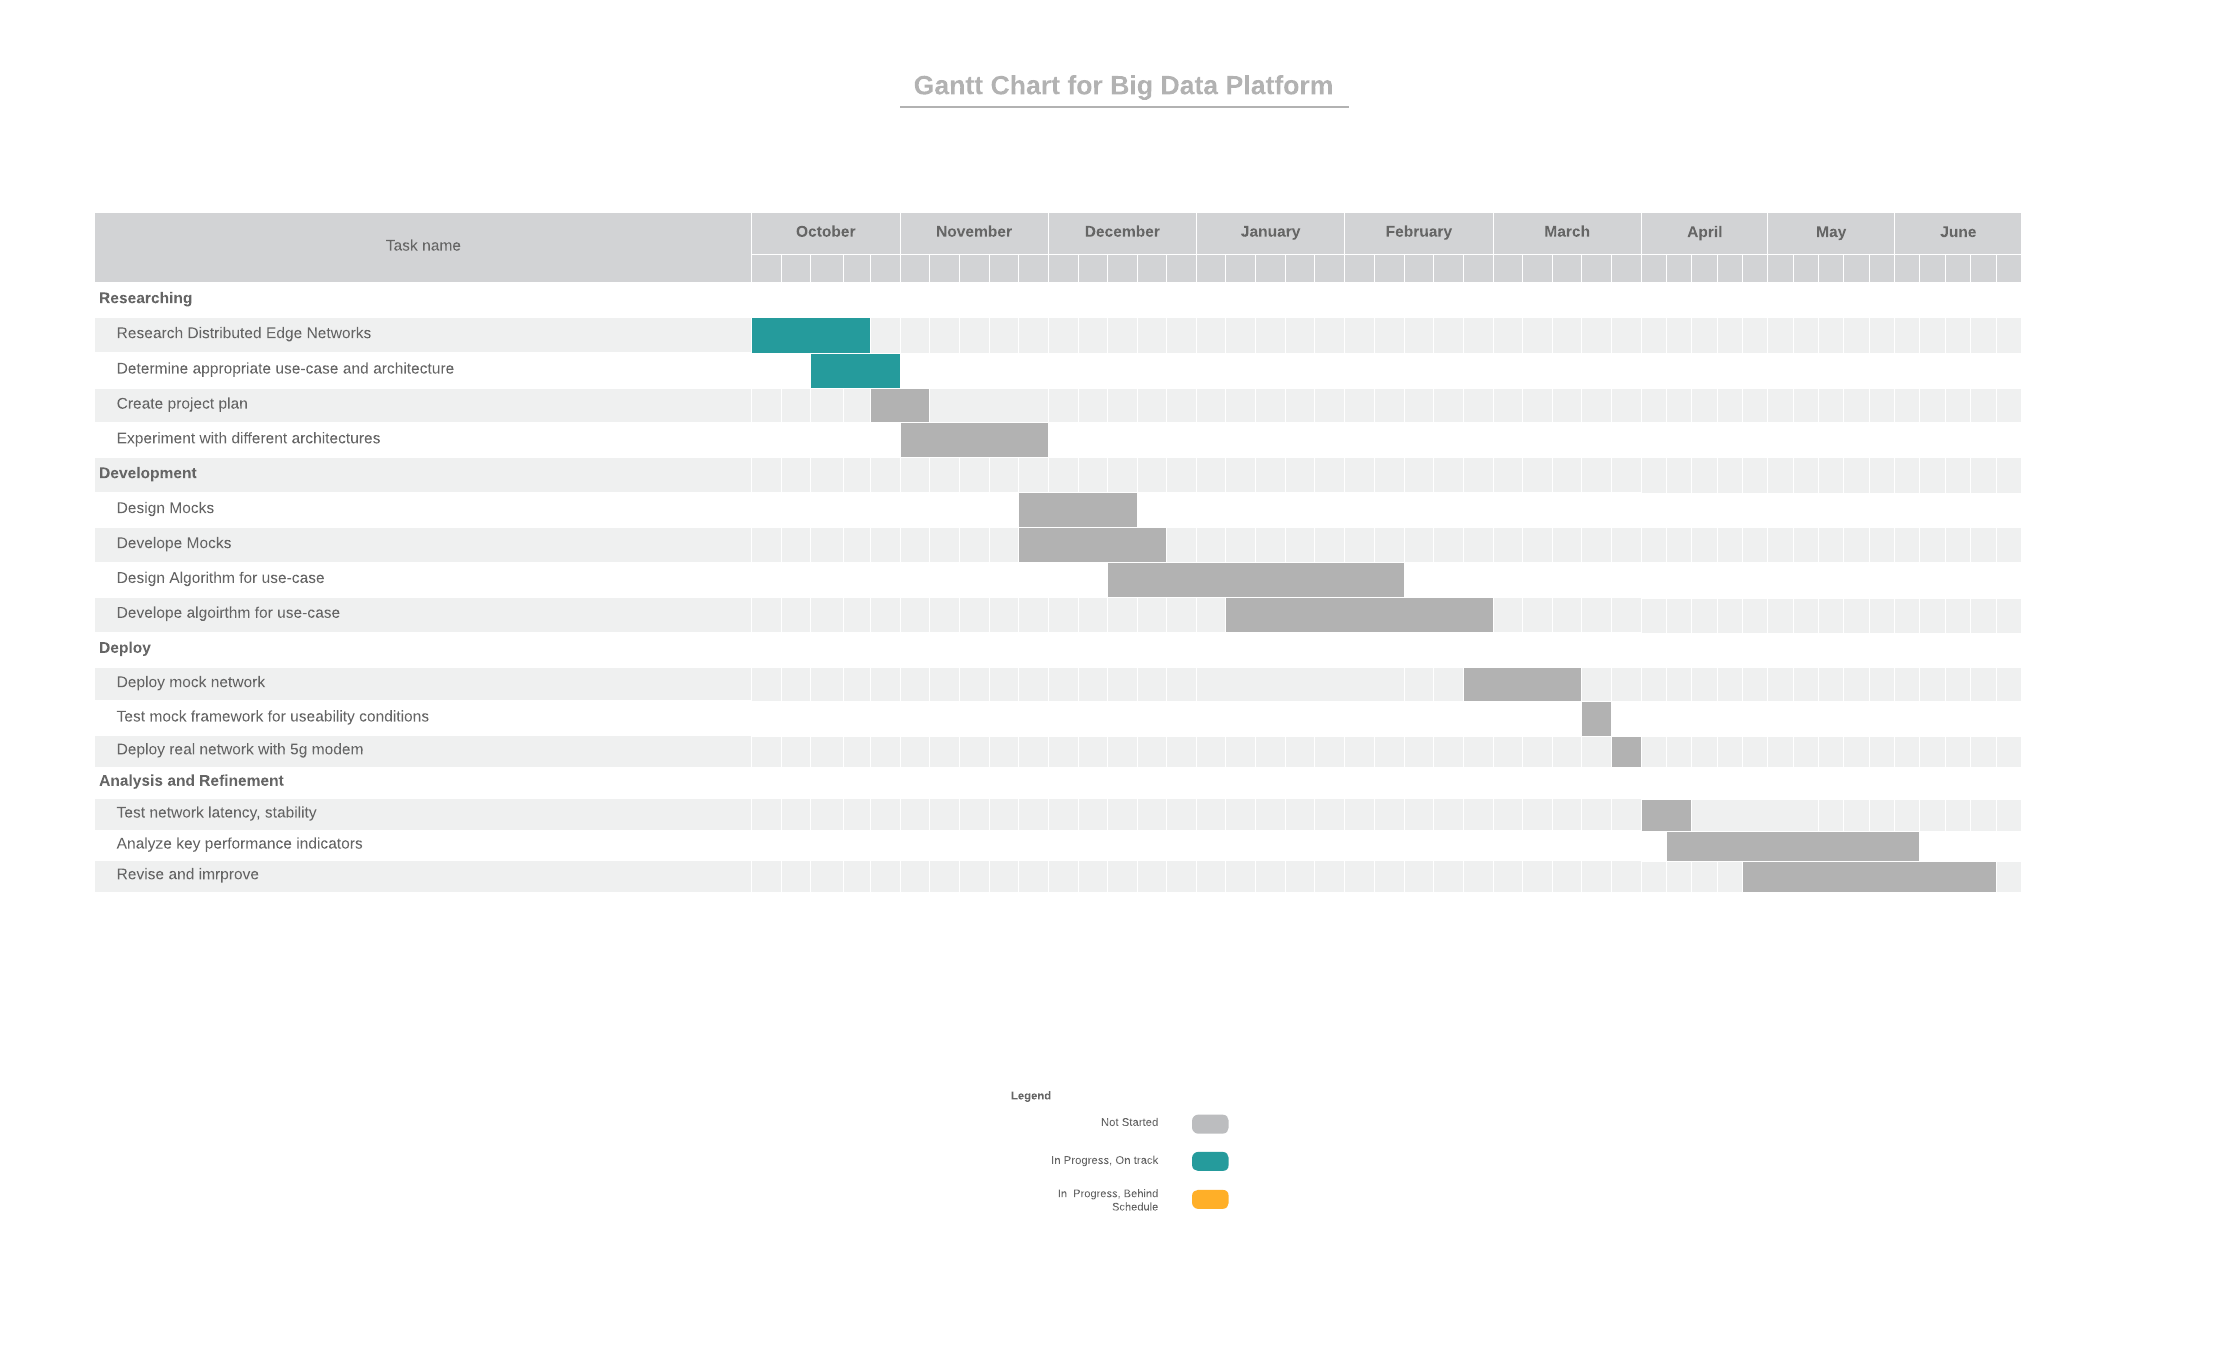 Gantt Chart for Big Data Platform
Task name
October November December January February March April May June
Researching
Research Distributed Edge Networks
Determine appropriate use-case and architecture
Create project plan
Experiment with different architectures
Development
Design Mocks
Develope Mocks
Design Algorithm for use-case
Develope algoirthm for use-case
Deploy
Deploy mock network
Test mock framework for useability conditions
Deploy real network with 5g modem
Analysis and Refinement
Test network latency, stability
Analyze key performance indicators
Revise and imrprove
Legend
Not Started
In Progress, On track
In  Progress, Behind
Schedule